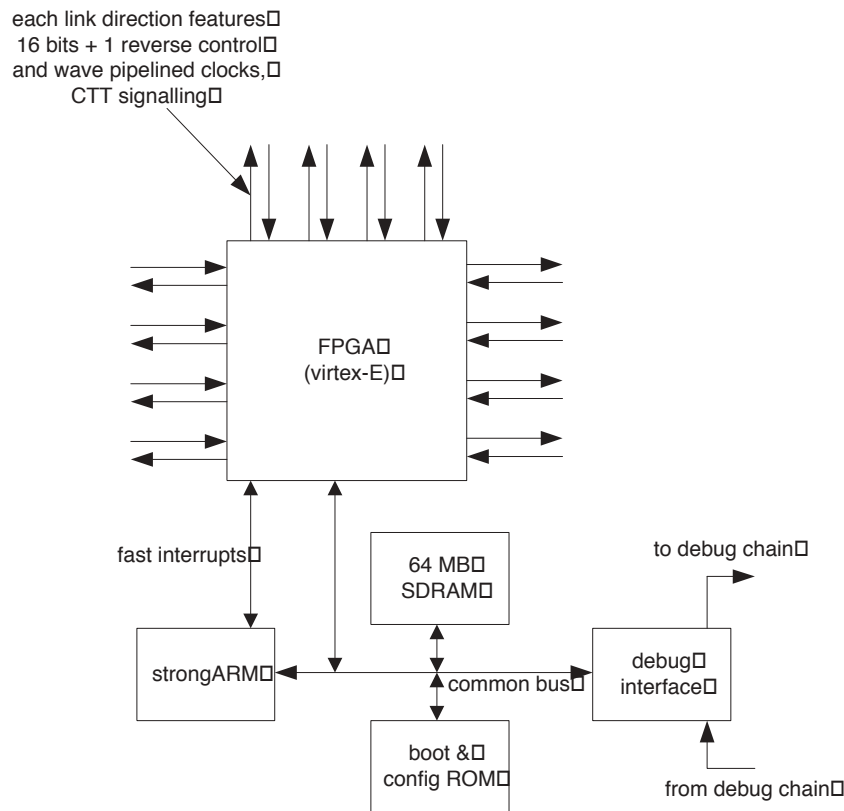 each link direction features□
16 bits + 1 reverse control□
and wave pipelined clocks,□
CTT signalling□
FPGA□
(virtex-E)□
fast interrupts□
64 MB□
SDRAM□
to debug chain□
strongARM□
common bus□
debug□
interface□
boot &□
config ROM□
from debug chain□